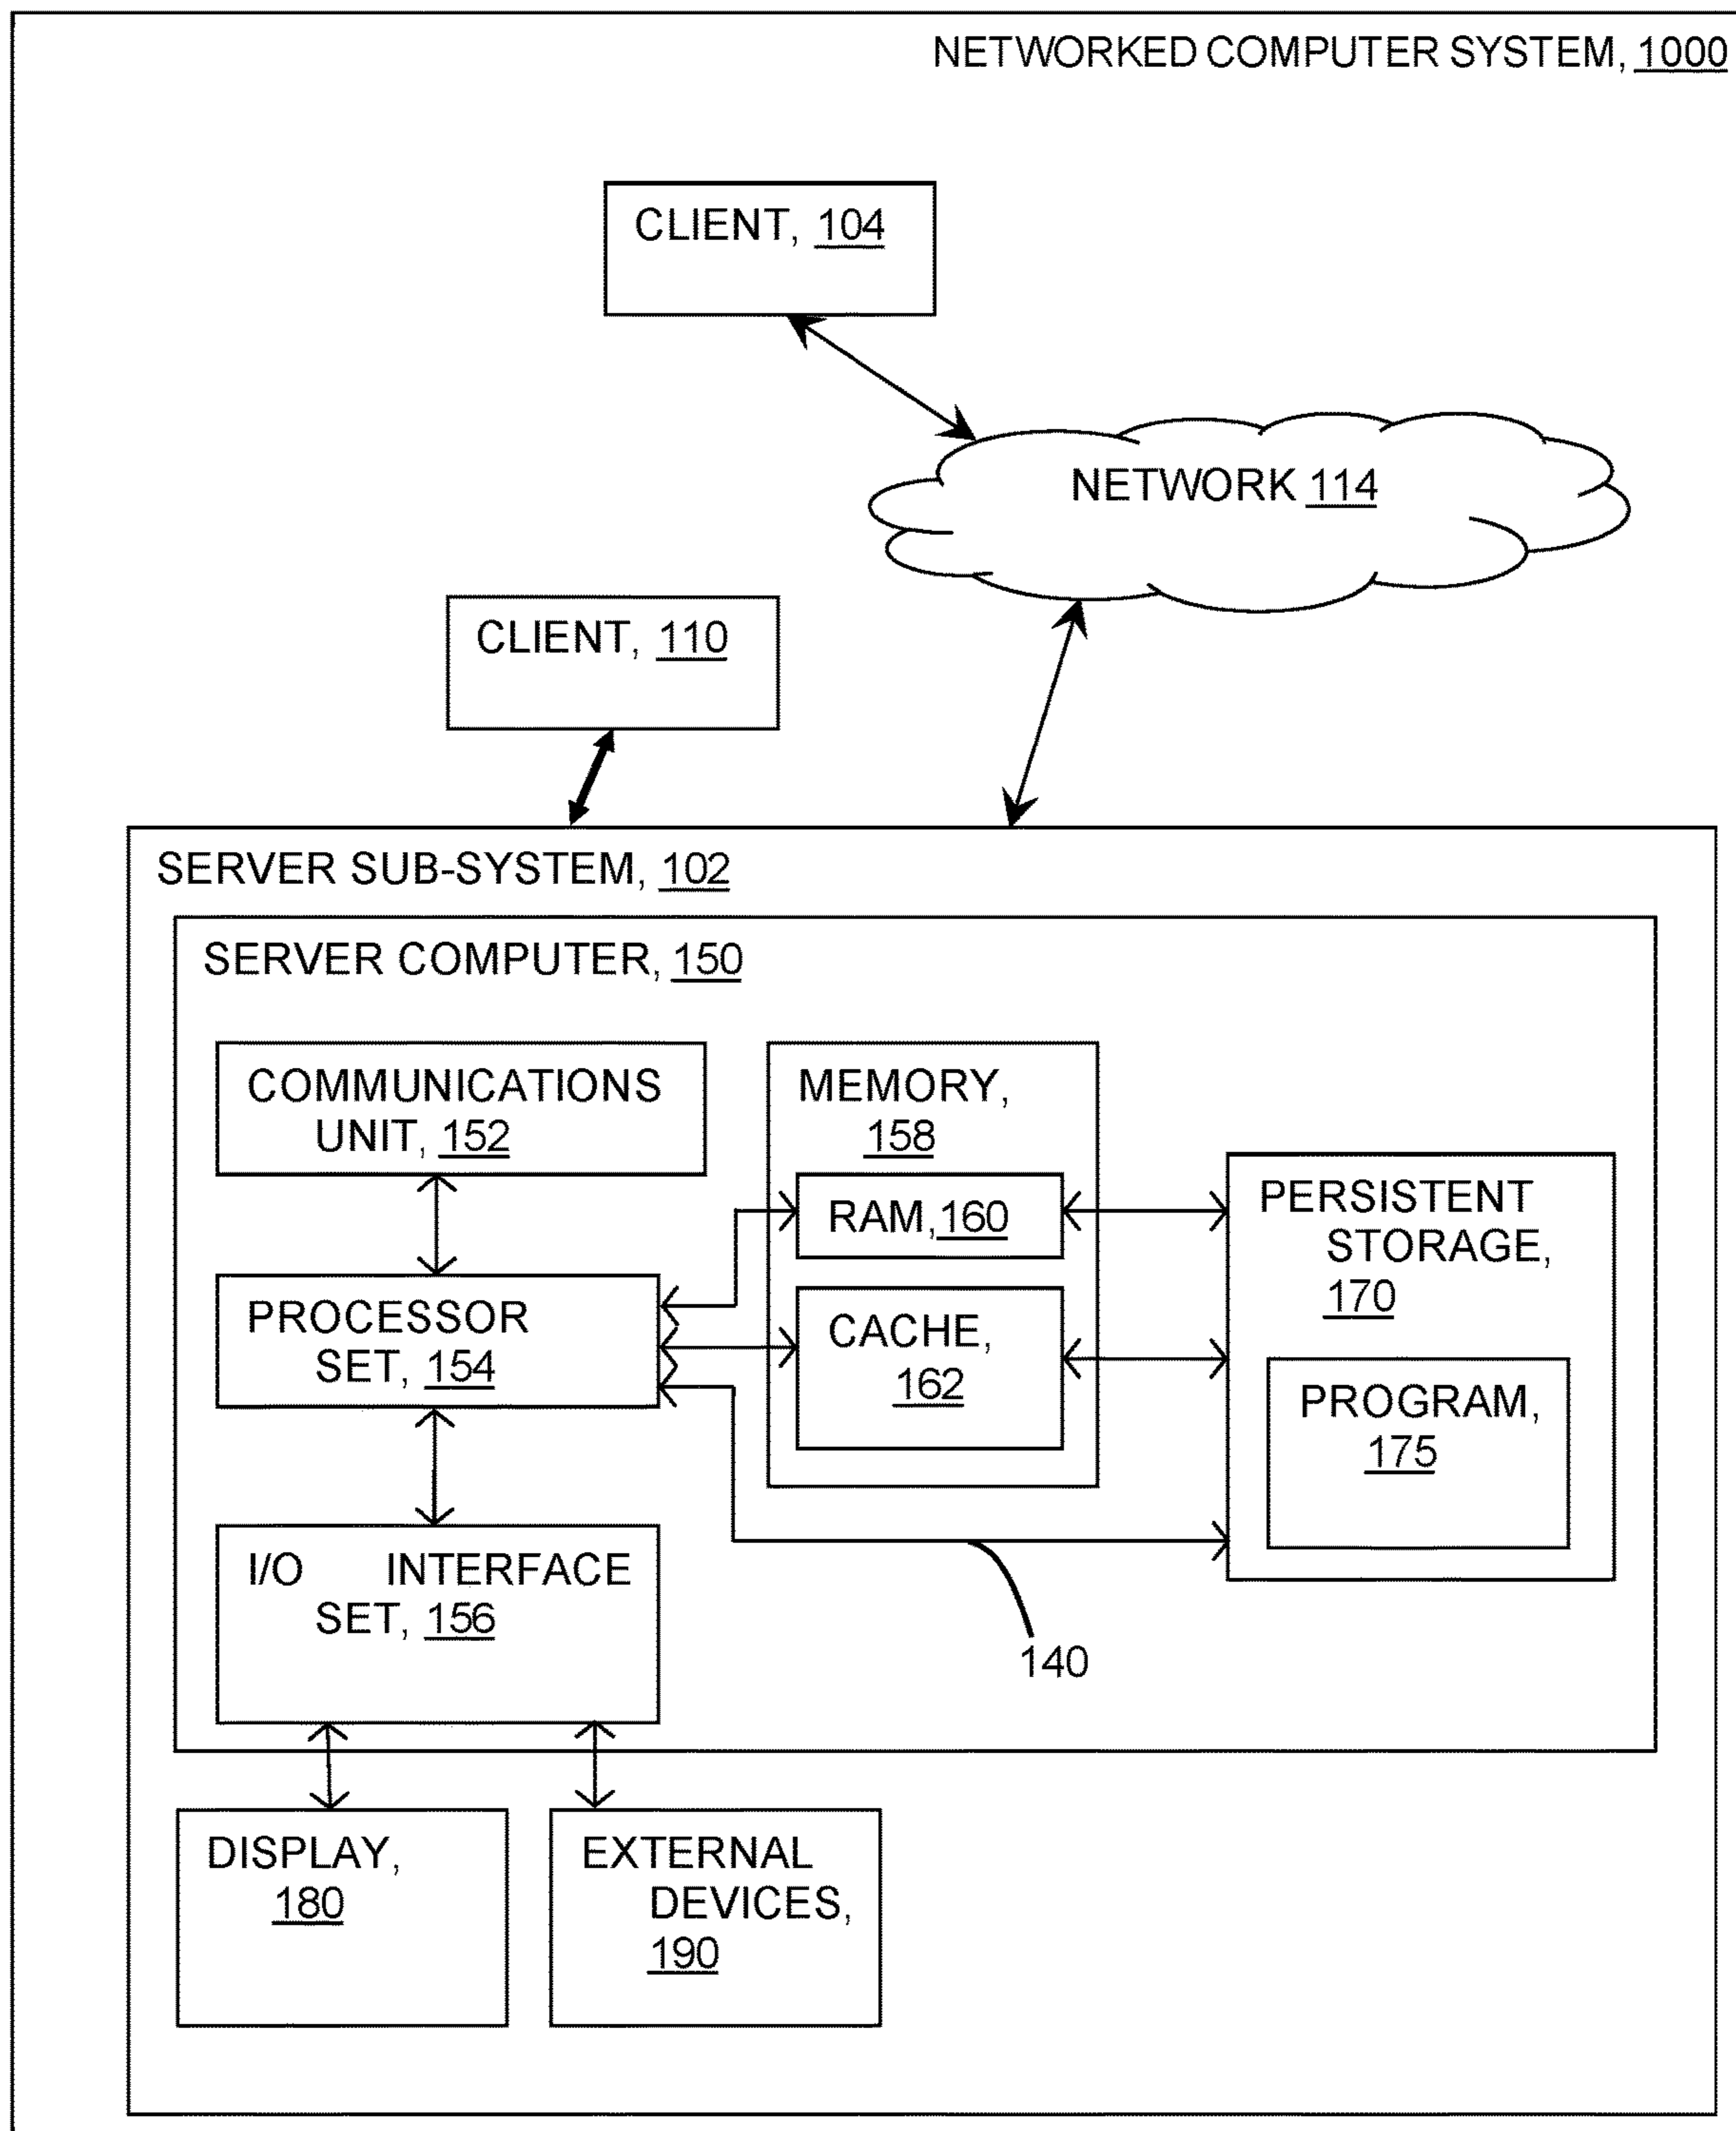 NETWORKED COMPUTER SYSTEM, 1000
CLIENT, 104
NETWORK 114
CLIENT, 110
SERVER SUB-SYSTEM, 102
SERVER COMPUTER, 150
COMMUNICATIONS
UNIT, 152
MEMORY,
158
RAM, 160
PERSISTENT
STORAGE,
170
PROCESSOR
SET, 154
CACHE,
162
PROGRAM,
175
I/O INTERFACE
SET, 156
140
DISPLAY,
180
EXTERNAL
DEVICES,
190